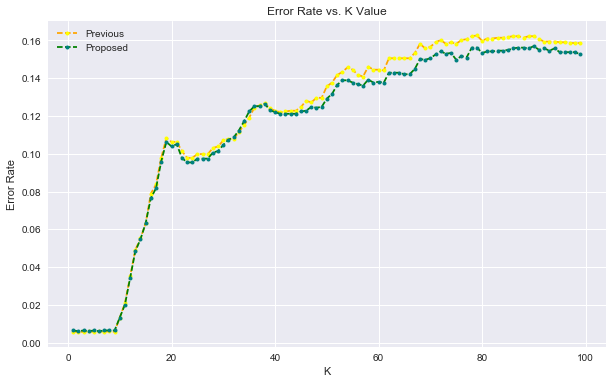 Error Rate vs. K Value
Previous
Proposed
Error Rate
0.16
0.14
0.12
0.10
0.08
0.06
0.04
0.02
0.00
0 20 40 60 80 100
K